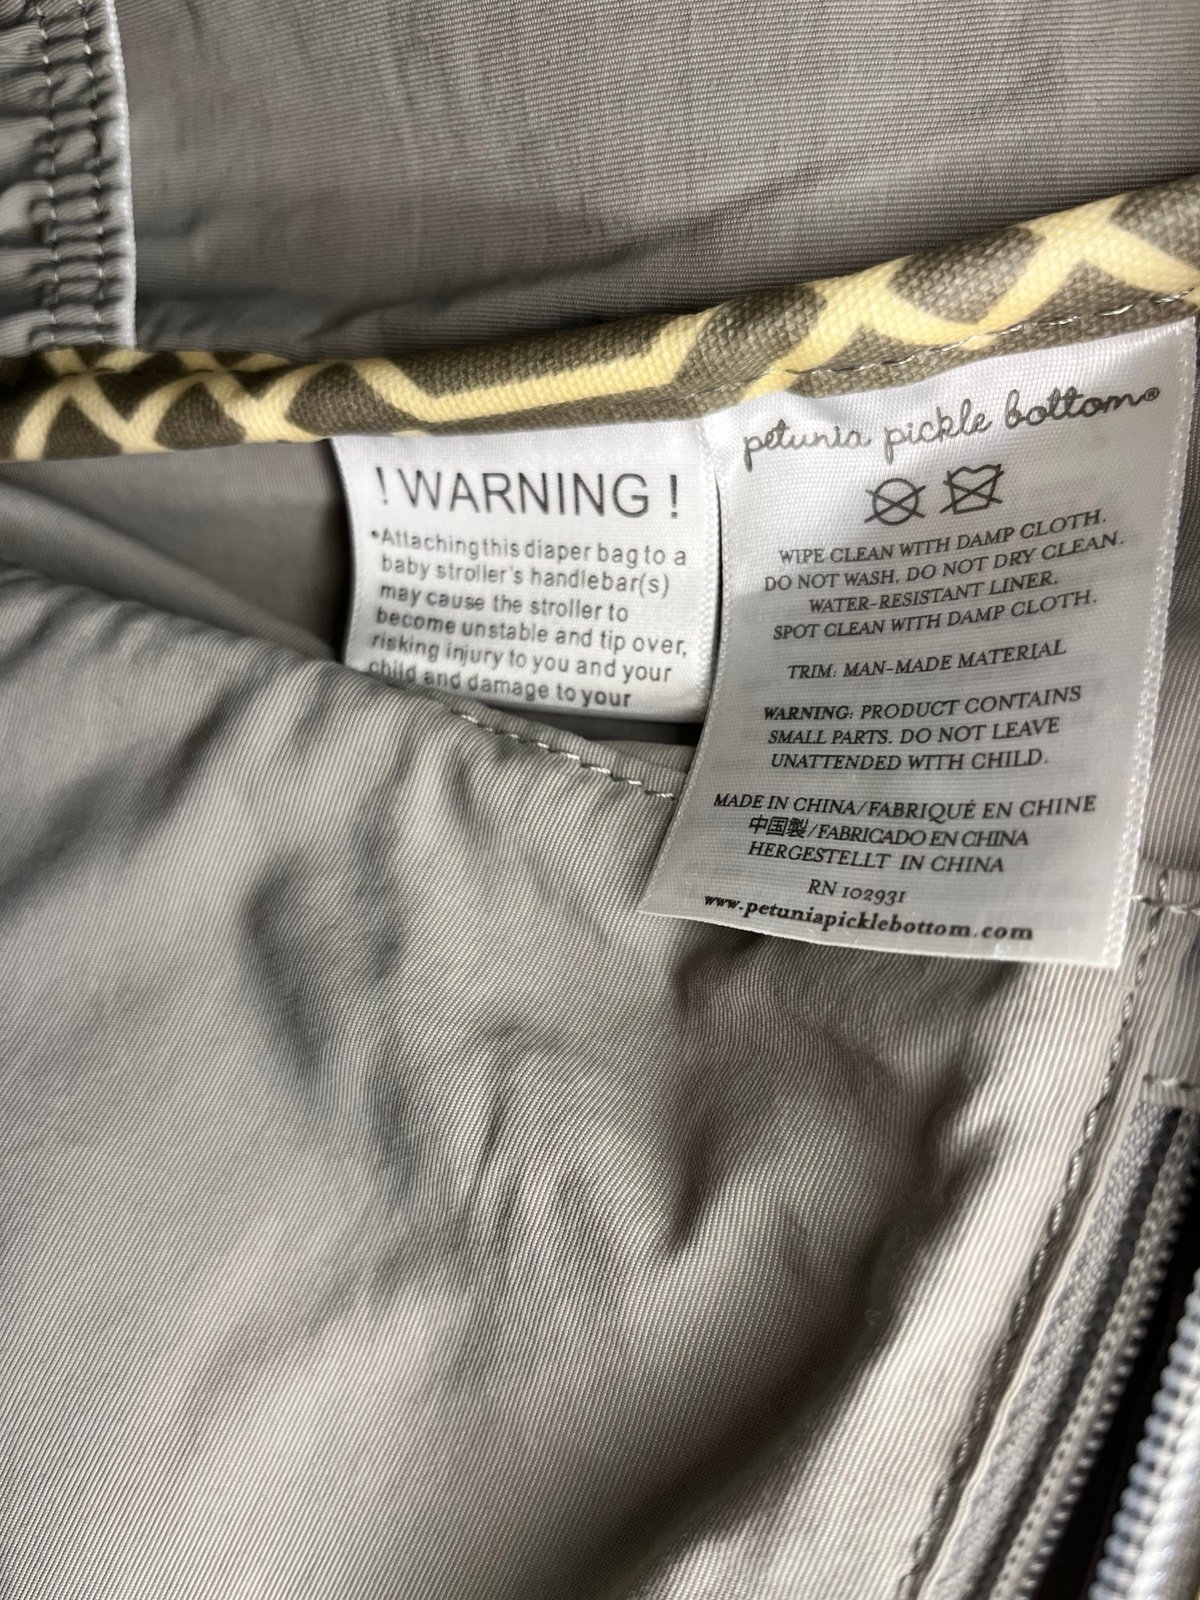 ! WARNING !
•Attaching this diaper bag to a
baby stroller's handlebar(s)
may cause the stroller to
become unstable and tip over,
risking injury to you and your
child and damage to your
petunia pickle bottom®
WIPE CLEAN WITH DAMP CLOTH.
DO NOT WASH, DO NOT DRY CLEAN.
WATER-RESISTANT LINER.
SPOT CLEAN WITH DAMP CLOTH.
TRIM: MAN-MADE MATERIAL
WARNING: PRODUCT CONTAINS
SMALL PARTS. DO NOT LEAVE
UNATTENDED WITH CHILD.
MADE IN CHINA/FABRIQUÉ EN CHINE
中国製/FABRICADO EN CHINA
HERGESTELLT IN CHINA
RN 102931
www.petuniapicklebottom.com